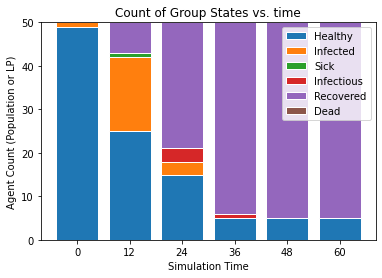 Count of Group States vs. time
Agent Count (Population or LP)
50
40
30
20
10
0
Healthy
Infected
Sick
Infectious
Recovered
Dead
0 12 24 36 48 60
Simulation Time